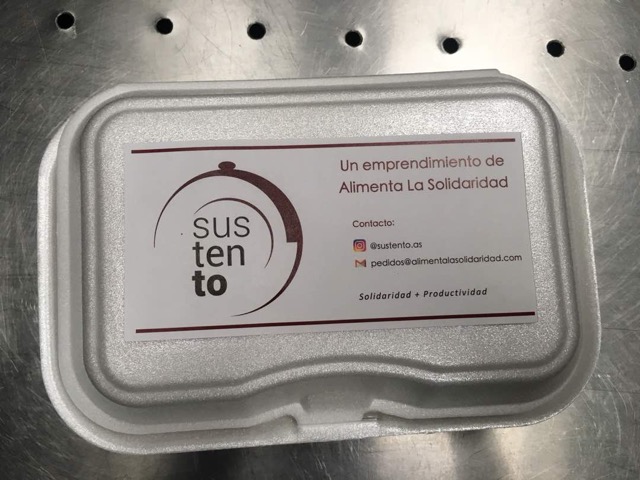 sus
ten
to
Un emprendimiento de
Alimenta La Solidaridad
Contacto:
@sustento.as
pedidos@alimentalasolidaridad.com
Solidaridad + Productividad